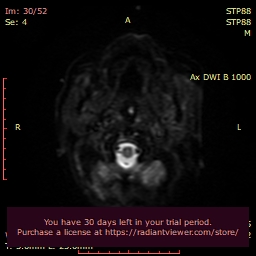 Im: 30/52
Se: 4
A
STP88
STP88
M
Ax DWI B 1000
R
L
You have 30 days left in your trial period.
Purchase a license at https://radiantviewer.com/store/